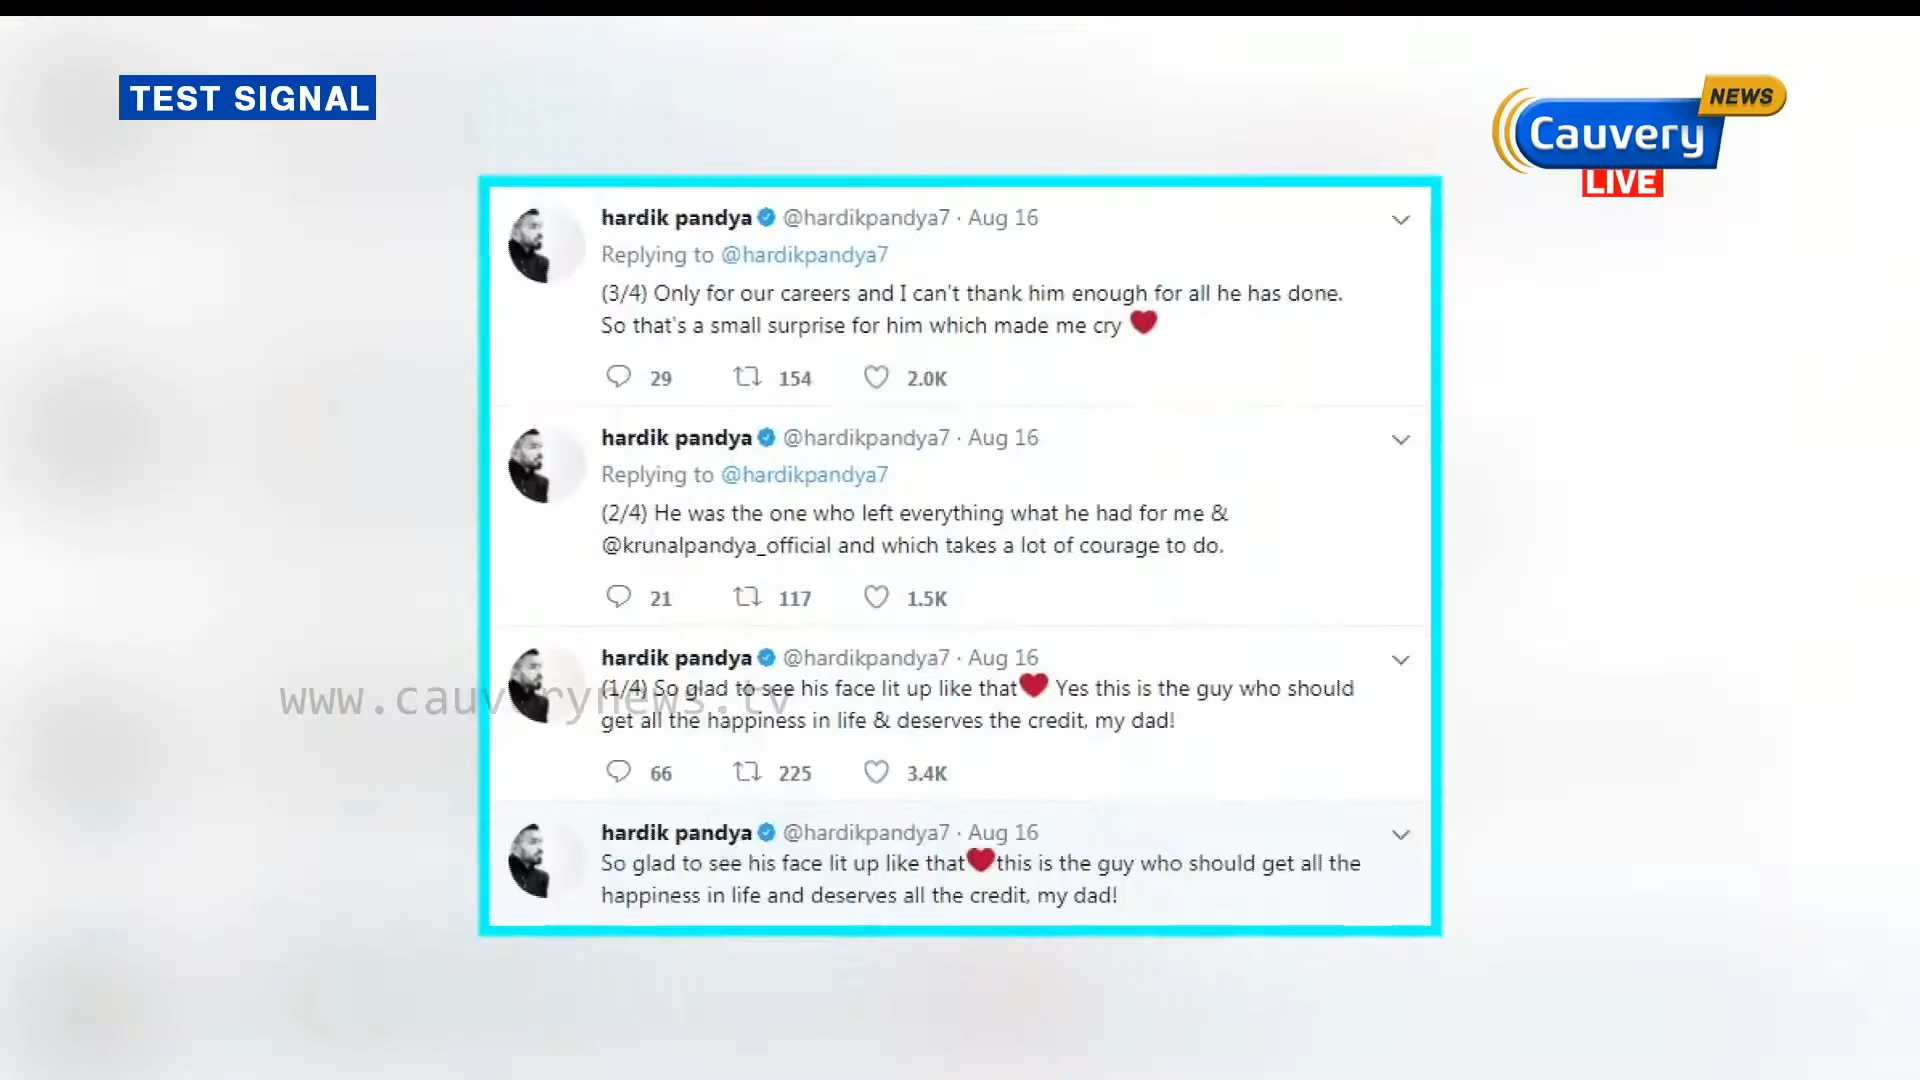 TEST SIGNAL
NEWS
Cauvery
LIVE
hardik pandya @hardikpandya7 · Aug 16
Replying to @hardikpandya7
(3/4) Only for our careers and I can't thank him enough for all he has done.
So that's a small surprise for him which made me cry ❤
29 154 2.0K
hardik pandya @hardikpandya7 · Aug 16
Replying to @hardikpandya7
(2/4) He was the one who left everything what he had for me &
@krunalpandya_official and which takes a lot of courage to do.
21 117 1.5K
hardik pandya @hardikpandya7 · Aug 16
(1/4) So glad to see his face lit up like that❤ Yes this is the guy who should
www.cauverynews.tv
get all the happiness in life & deserves the credit, my dad!
66 225 3.4K
hardik pandya @hardikpandya7 · Aug 16
So glad to see his face lit up like that❤this is the guy who should get all the
happiness in life and deserves all the credit, my dad!